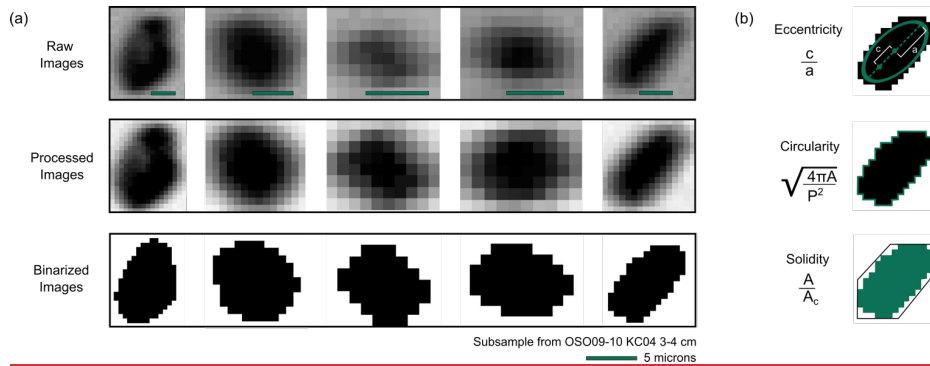 (a)
Raw
Images
Processed
Images
Binarized
Images
Subsample from OSO09-10 KC04 3-4 cm
5 microns
(b)
Eccentricity
c
a
c
a
Circularity
√4πA
P²
Solidity
A
Ac